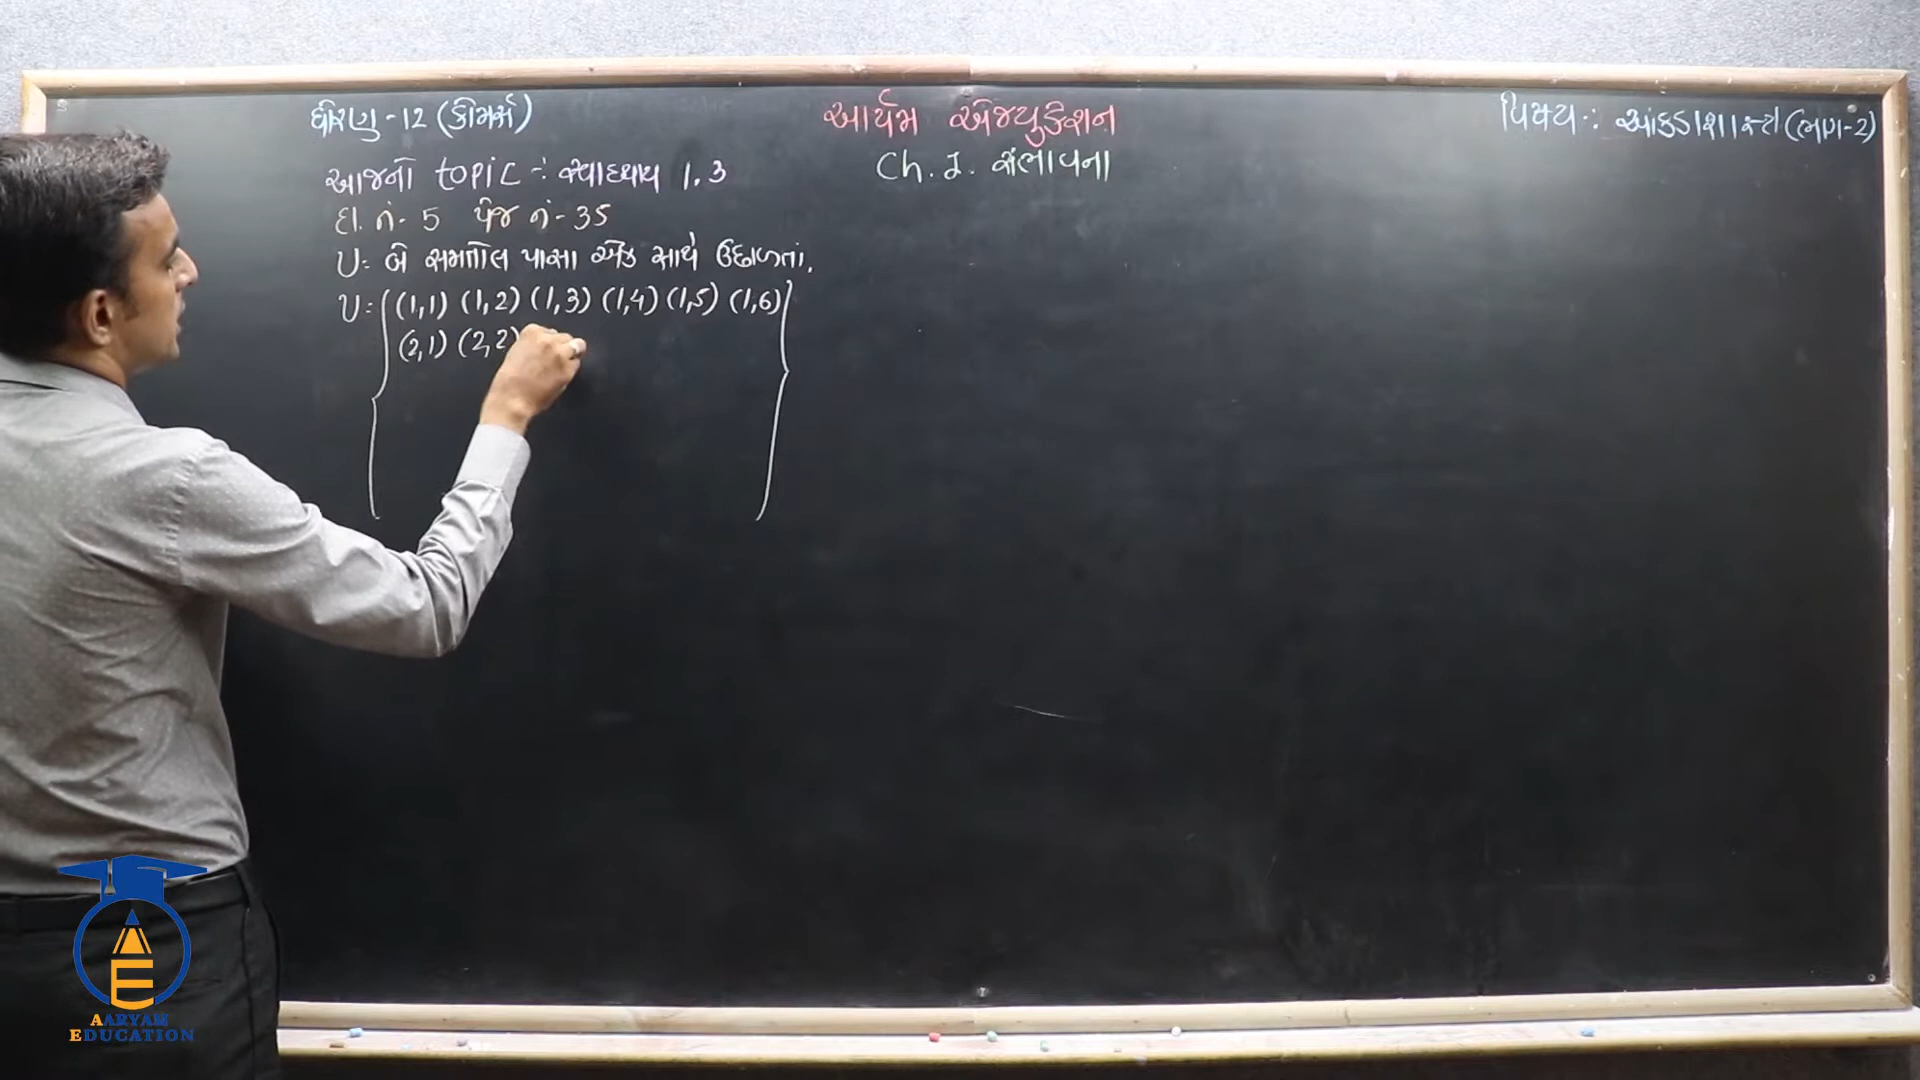 ધોરણ-12 (કોમર્સ)
આર્યમ એજ્યુકેશન
વિષય :- આંકડાશાસ્ત્ર (ભાગ-2)
Ch. 1. સંભાવના
આજનો topic :- સ્વાધ્યાય 1.3
દા. નં- 5 પેજ નં- 35
U = બે સમતોલ પાસા એક સાથે ઉછાળતાં.
U = { (1,1) (1,2) (1,3) (1,4) (1,5) (1,6) }
(2,1) (2,2)
AARYAM
EDUCATION